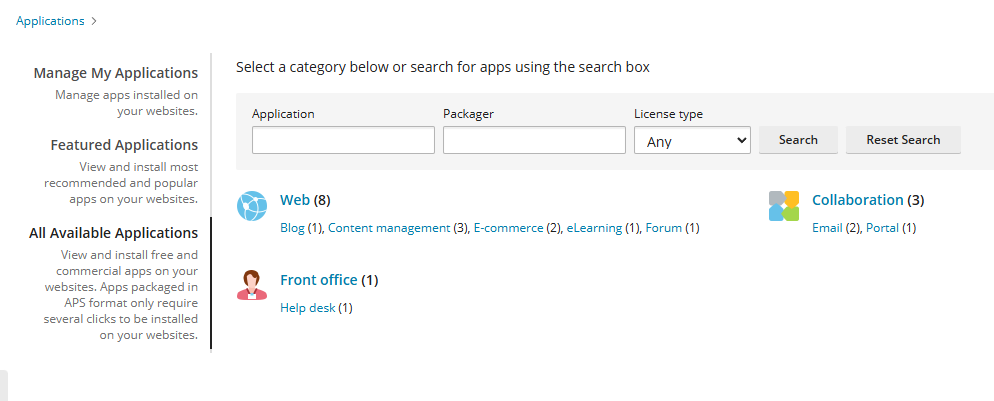 Applications >
Manage My Applications
Manage apps installed on
your websites.
Featured Applications
View and install most
recommended and popular
apps on your websites.
All Available Applications
View and install free and
commercial apps on your
websites. Apps packaged in
APS format only require
several clicks to be installed
on your websites.
Select a category below or search for apps using the search box
Application Packager License type
Any Search Reset Search
Web (8)
Blog (1), Content management (3), E-commerce (2), eLearning (1), Forum (1)
Collaboration (3)
Email (2), Portal (1)
Front office (1)
Help desk (1)